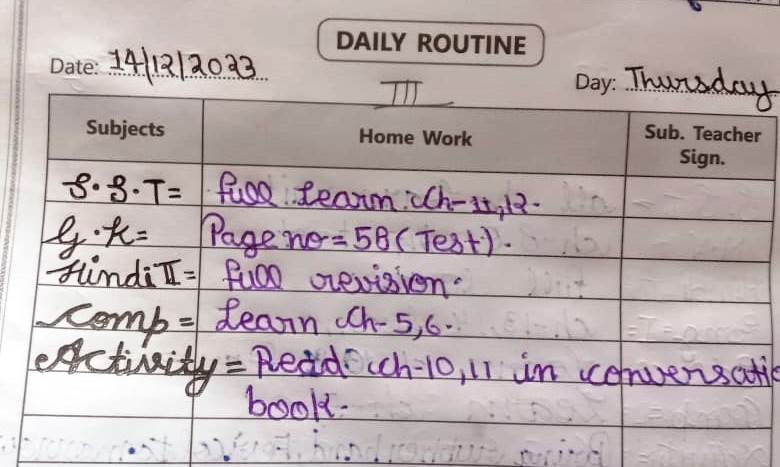 DAILY ROUTINE
Date: 14/12/2023
Day: Thursday
III
Subjects Home Work Sub. Teacher Sign.
S.S.T = full Learn Ch-11,12.
G.K = Page no = 58 (Test).
Hindi II = full revision.
Comp = Learn Ch-5,6.
Activity = Read ch-10,11 in conversatio
book.